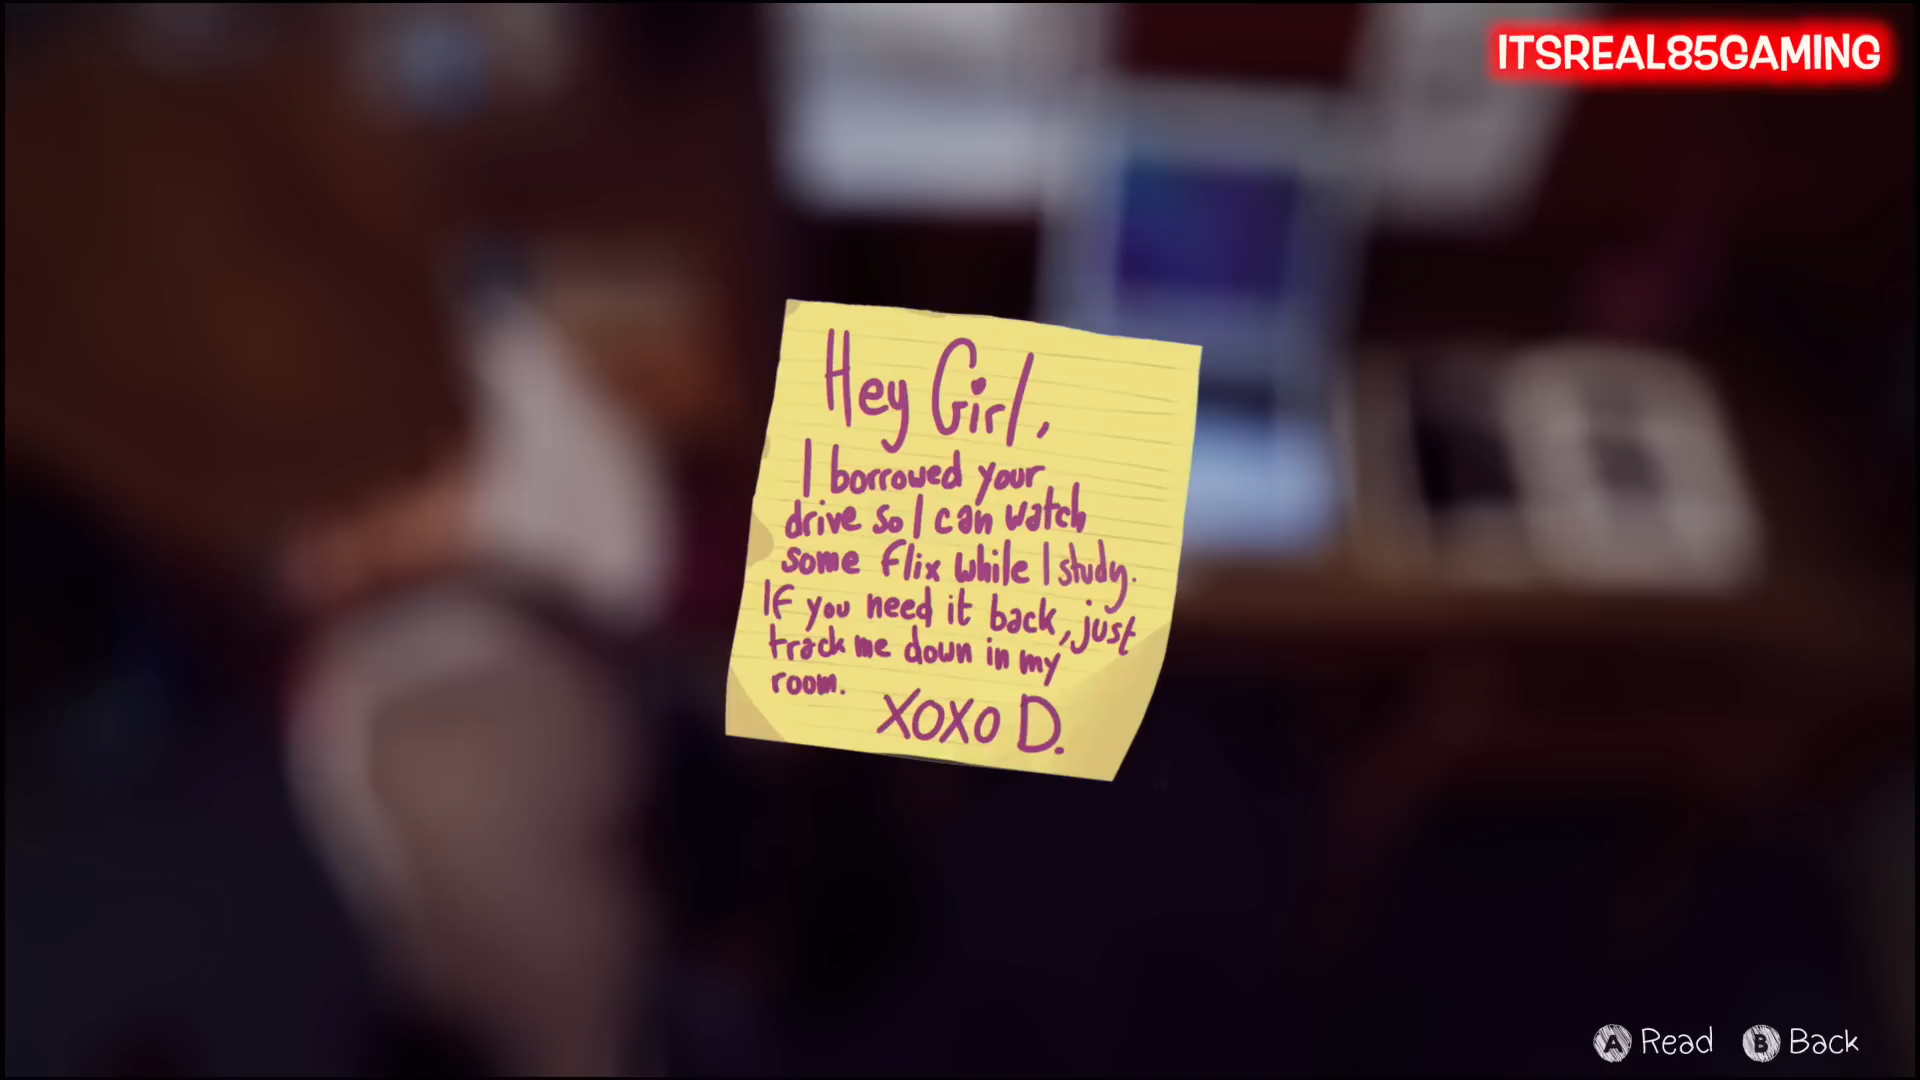 ITSREAL85GAMING
Hey Girl,
I borrowed your
drive so I can watch
some flix while I study.
If you need it back, just
track me down in my
room.
XOXO D.
A Read B Back